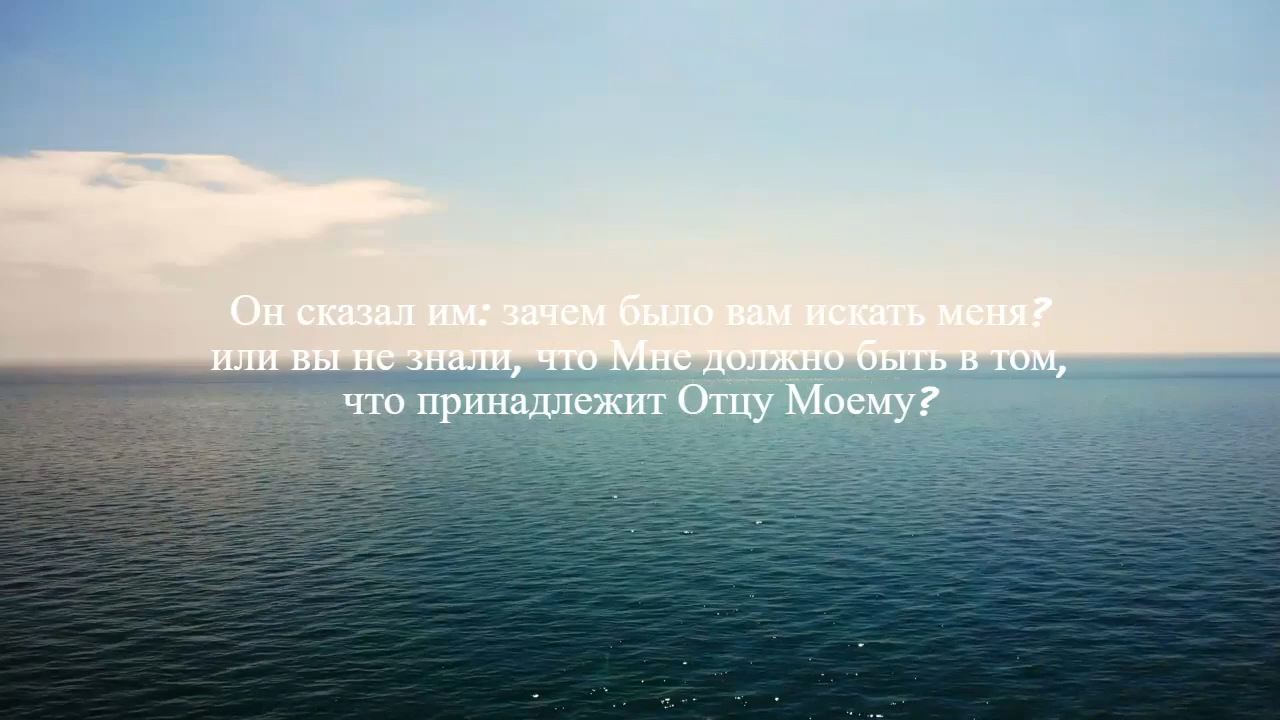 Он сказал им: зачем было вам искать меня?
или вы не знали, что Мне должно быть в том,
что принадлежит Отцу Моему?